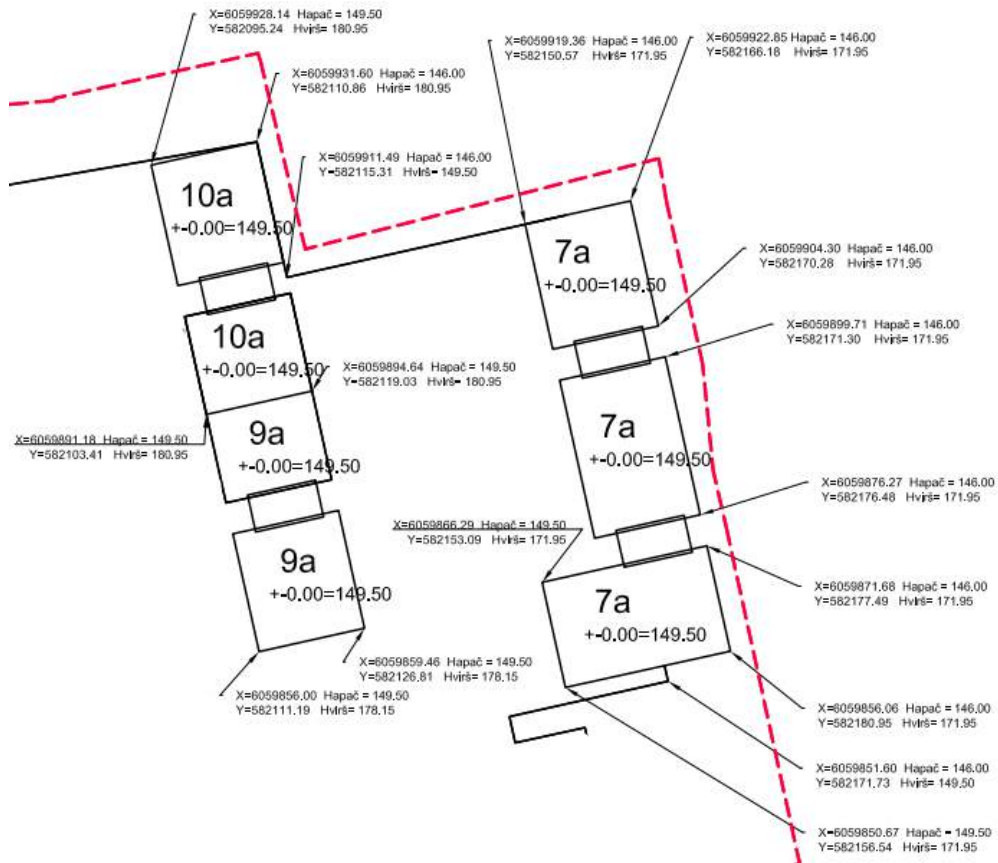 X=6059928.14 Hapač = 149.50
Y=582095.24 Hvirš= 180.95
X=6059931.60 Hapač = 146.00
Y=582110.86 Hvirš= 180.95
X=6059911.49 Hapač = 146.00
Y=582115.31 Hvirš= 149.50
X=6059919.36 Hapač = 146.00
Y=582150.57 Hvirš= 171.95
X=6059922.85 Hapač = 146.00
Y=582166.18 Hvirš= 171.95
10a
+-0.00=149.50
7a
+-0.00=149.50
X=6059904.30 Hapač = 146.00
Y=582170.28 Hvirš= 171.95
10a
+-0.00=149.50
X=6059899.71 Hapač = 146.00
Y=582171.30 Hvirš= 171.95
X=6059894.64 Hapač = 149.50
Y=582119.03 Hvirš= 180.95
X=6059891.18 Hapač = 149.50
Y=582103.41 Hvirš= 180.95
9a
+-0.00=149.50
7a
+-0.00=149.50
X=6059876.27 Hapač = 146.00
Y=582176.48 Hvirš= 171.95
X=6059866.29 Hapač = 149.50
Y=582153.09 Hvirš= 171.95
9a
+-0.00=149.50
X=6059871.68 Hapač = 146.00
Y=582177.49 Hvirš= 171.95
7a
+-0.00=149.50
X=6059859.46 Hapač = 149.50
Y=582126.81 Hvirš= 178.15
X=6059856.00 Hapač = 149.50
Y=582111.19 Hvirš= 178.15
X=6059856.06 Hapač = 146.00
Y=582180.95 Hvirš= 171.95
X=6059851.60 Hapač = 146.00
Y=582171.73 Hvirš= 149.50
X=6059850.67 Hapač = 149.50
Y=582156.54 Hvirš= 171.95